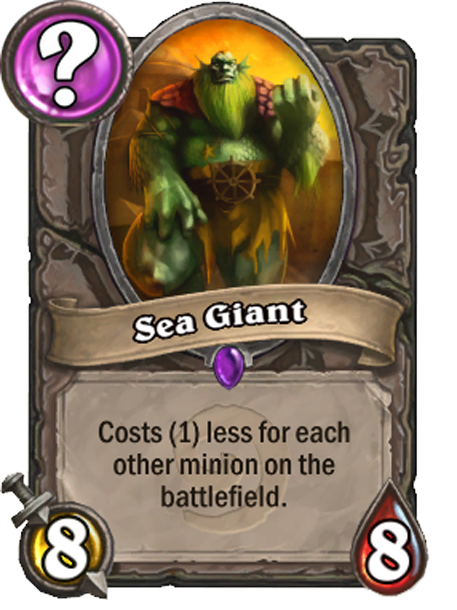 ?
Sea Giant
Costs (1) less for each
other minion on the
battlefield.
8 8